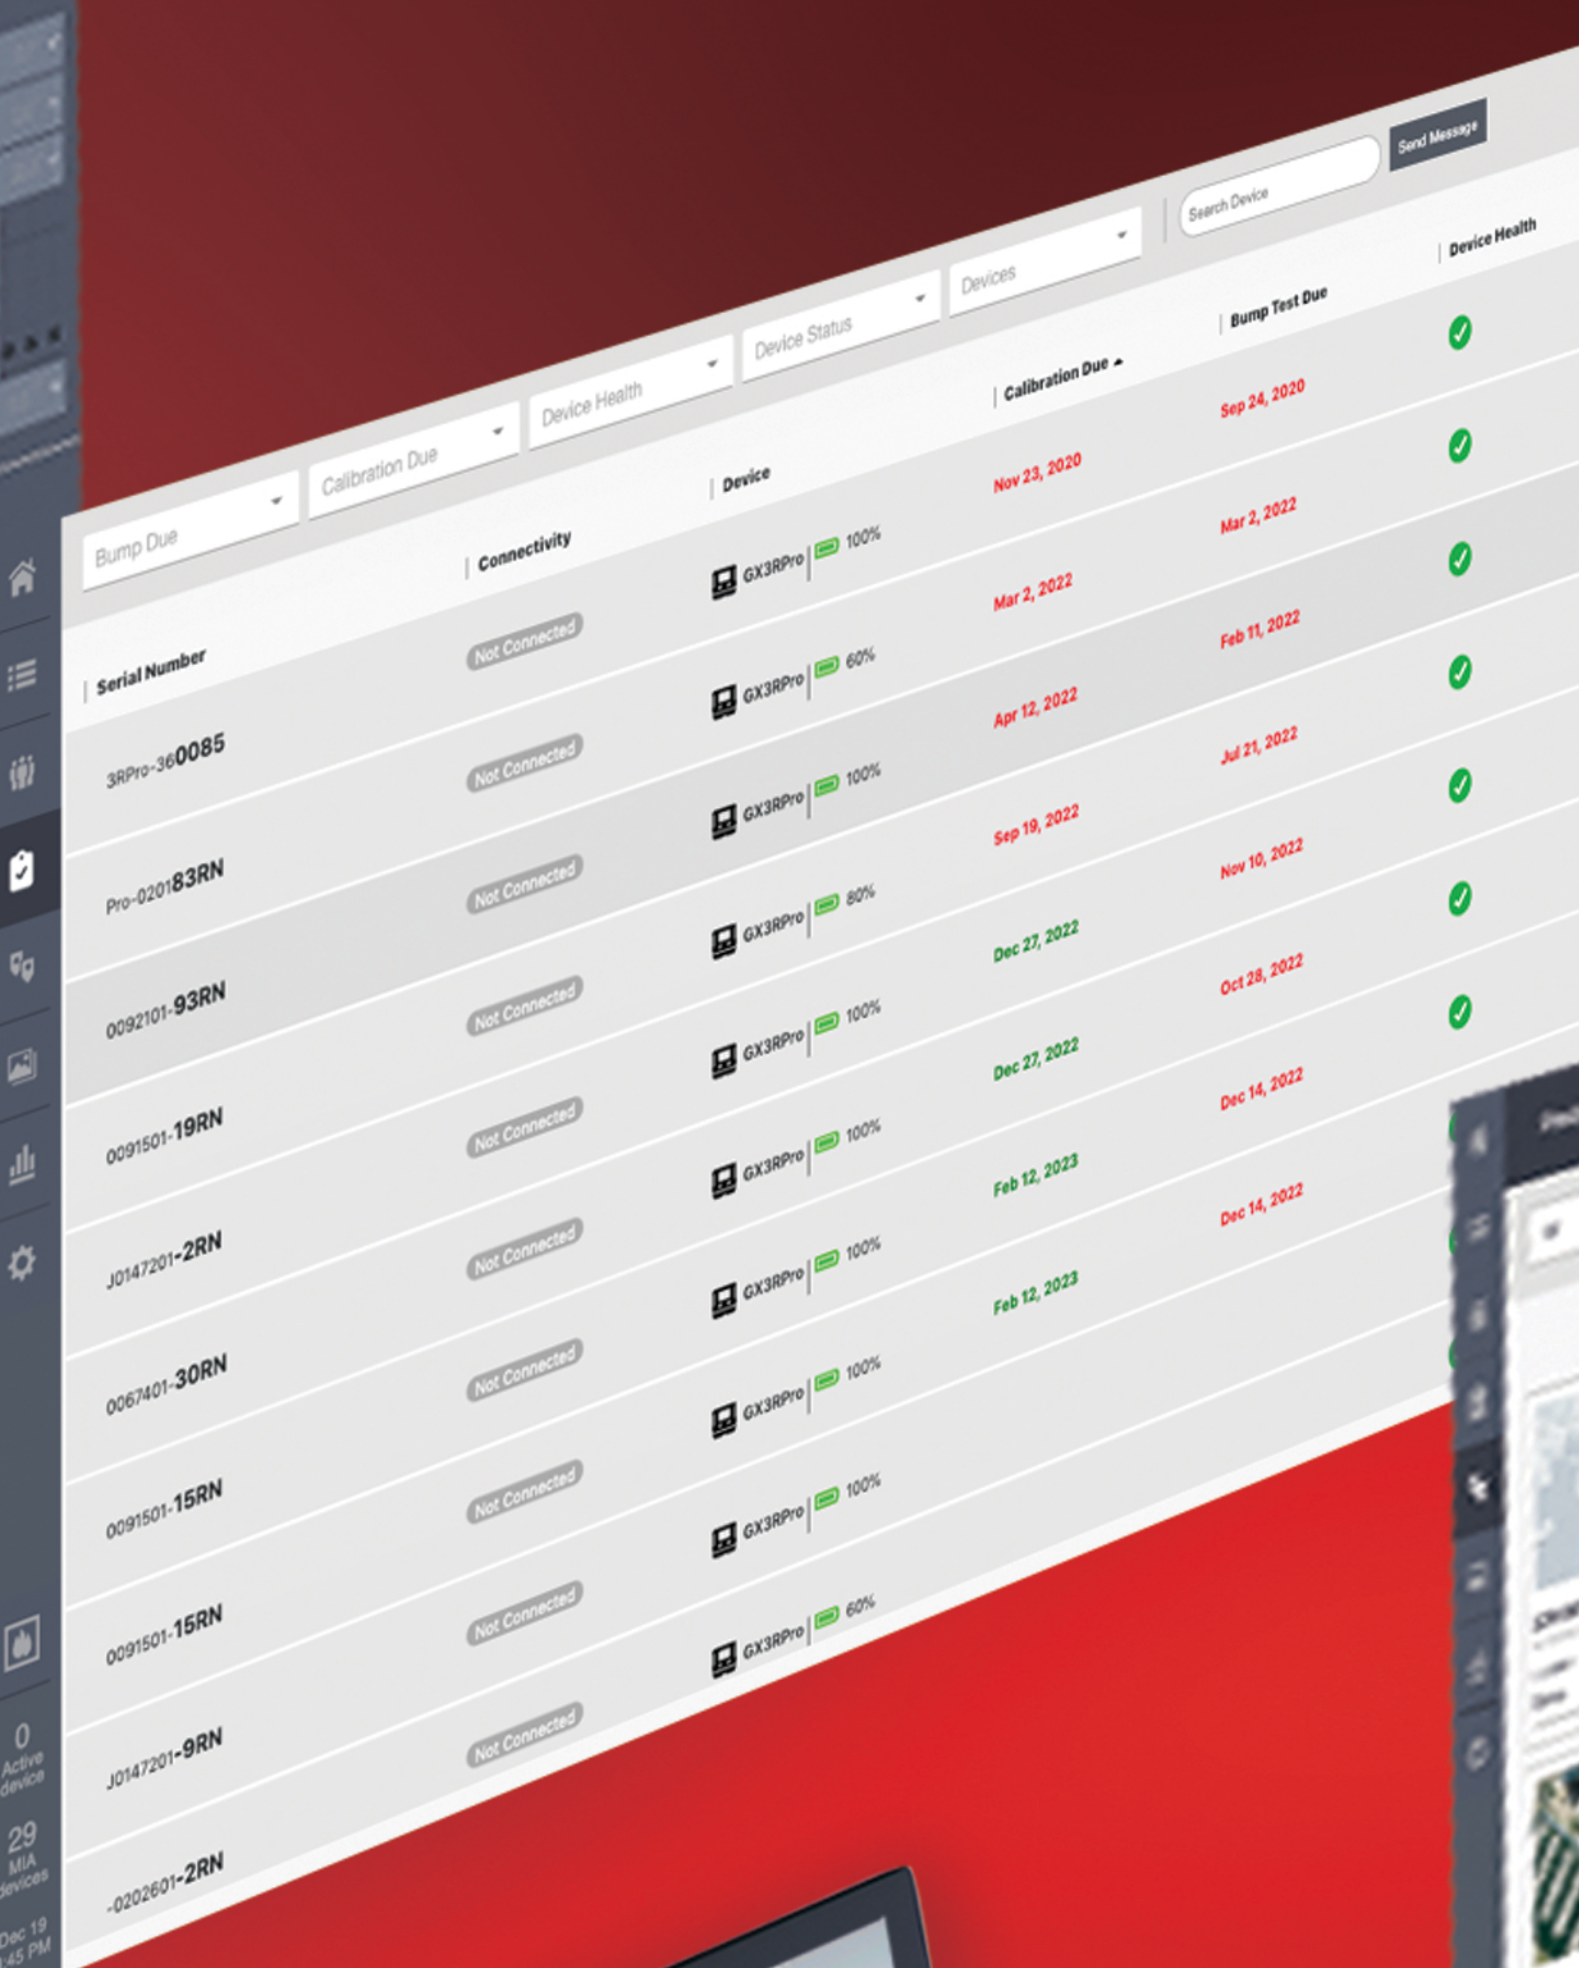 Bump Due Calibration Due Device Health Device Status Devices Search Device Send Message
Serial Number Connectivity Device Calibration Due Bump Test Due Device Health
3RPro-360085 Not Connected GX3RPro 100% Nov 23, 2020 Sep 24, 2020
Pro-020183RN Not Connected GX3RPro 60% Mar 2, 2022 Mar 2, 2022
0092101-93RN Not Connected GX3RPro 100% Apr 12, 2022 Feb 11, 2022
0091501-19RN Not Connected GX3RPro 80% Sep 19, 2022 Jul 21, 2022
J0147201-2RN Not Connected GX3RPro 100% Dec 27, 2022 Nov 10, 2022
0067401-30RN Not Connected GX3RPro 100% Dec 27, 2022 Oct 28, 2022
0091501-15RN Not Connected GX3RPro 100% Feb 12, 2023 Dec 14, 2022
0091501-15RN Not Connected GX3RPro 100% Feb 12, 2023 Dec 14, 2022
J0147201-9RN Not Connected GX3RPro 100%
-0202601-2RN Not Connected GX3RPro 60%
0
Active
device
29
MIA
devices
Dec 19
:45 PM